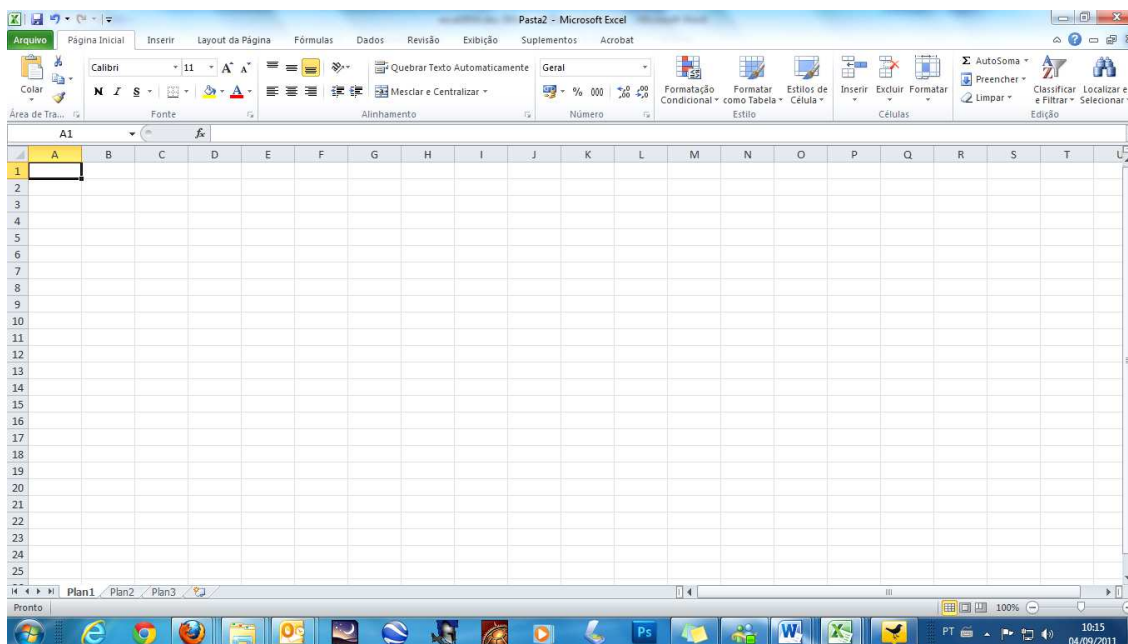 Pasta2 - Microsoft Excel
Arquivo Página Inicial Inserir Layout da Página Fórmulas Dados Revisão Exibição Suplementos Acrobat
Colar
Calibri 11 A A
N I S A
Quebrar Texto Automaticamente
Mesclar e Centralizar
Geral
% 000 ,00 ,0
Formatação Condicional
Formatar como Tabela
Estilos de Célula
Inserir Excluir Formatar
Σ AutoSoma
Preencher
Limpar
Classificar e Filtrar
Localizar e Selecionar
Área de Tra... Fonte Alinhamento Número Estilo Células Edição
A1 fx
A B C D E F G H I J K L M N O P Q R S T U
1
2
3
4
5
6
7
8
9
10
11
12
13
14
15
16
17
18
19
20
21
22
23
24
25
Plan1 Plan2 Plan3
Pronto 100%
Ps W PT 10:15
04/09/2011